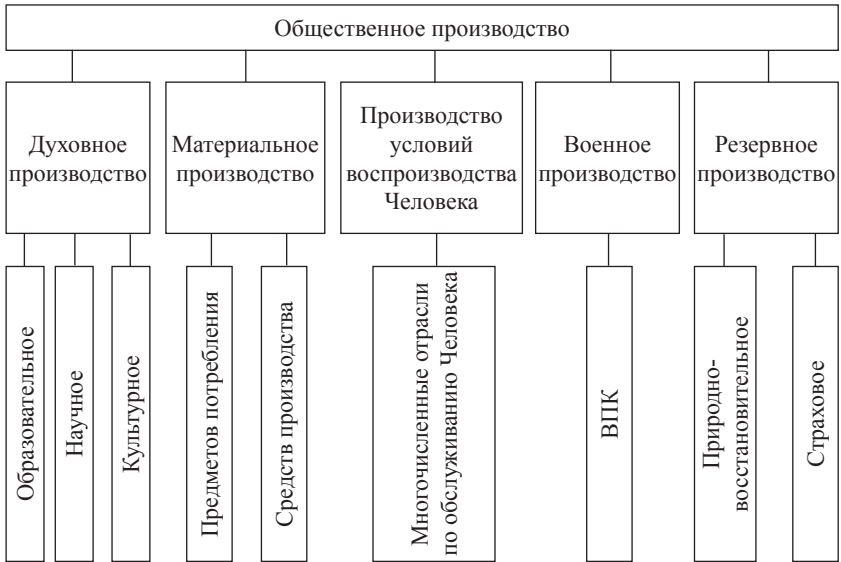 Общественное производство
Духовное
производство
Материальное
производство
Производство
условий
воспроизводства
Человека
Военное
производство
Резервное
производство
Образовательное
Научное
Культурное
Предметов потребления
Средств производства
Многочисленные отрасли
по обслуживанию Человека
ВПК
Природно-
восстановительное
Страховое